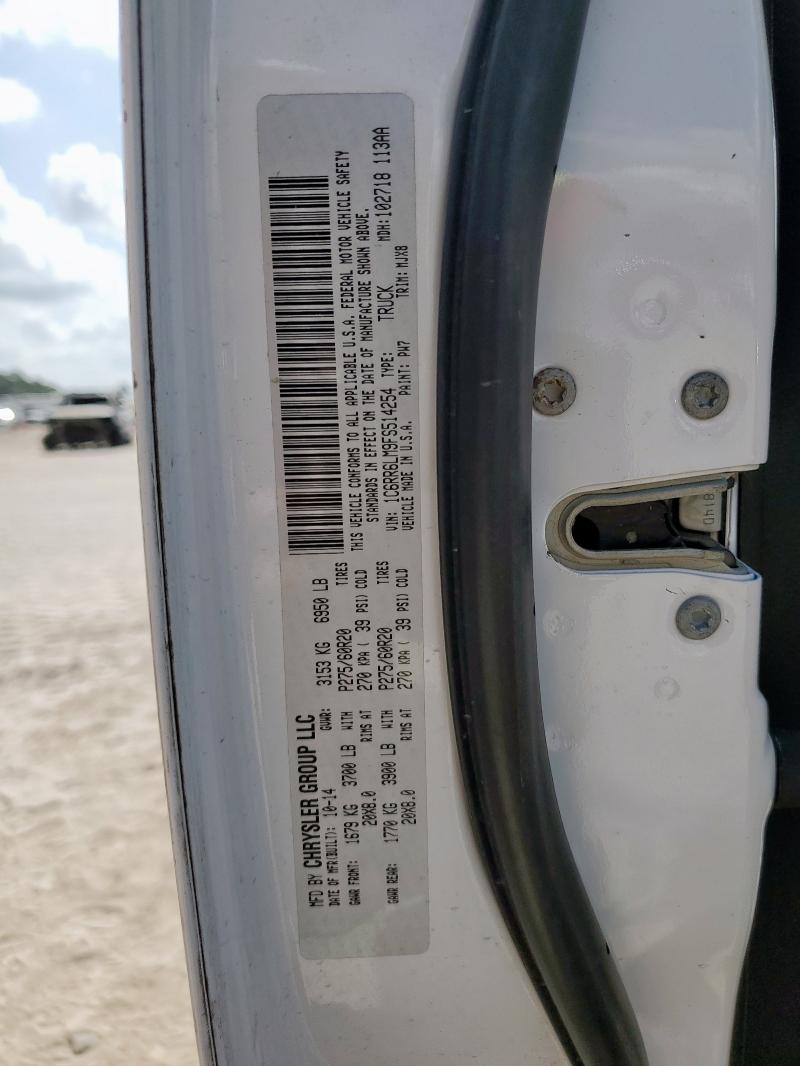 MFD BY CHRYSLER GROUP LLC
DATE OF MFR(BUILT): 10-14 GVWR: 3153 KG 6950 LB
GAWR FRONT: 1679 KG 3700 LB WITH P275/60R20 TIRES
20X8.0 RIMS AT 270 KPA ( 39 PSI) COLD
GAWR REAR: 1770 KG 3900 LB WITH P275/60R20 TIRES
20X8.0 RIMS AT 270 KPA ( 39 PSI) COLD
THIS VEHICLE CONFORMS TO ALL APPLICABLE U.S.A. FEDERAL MOTOR VEHICLE SAFETY
STANDARDS IN EFFECT ON THE DATE OF MANUFACTURE SHOWN ABOVE.
VIN: 1C6RR6LM9FS514254 TYPE: TRUCK MDH:102718 113AA
VEHICLE MADE IN U.S.A. PAINT: PW7 TRIM: MJX8